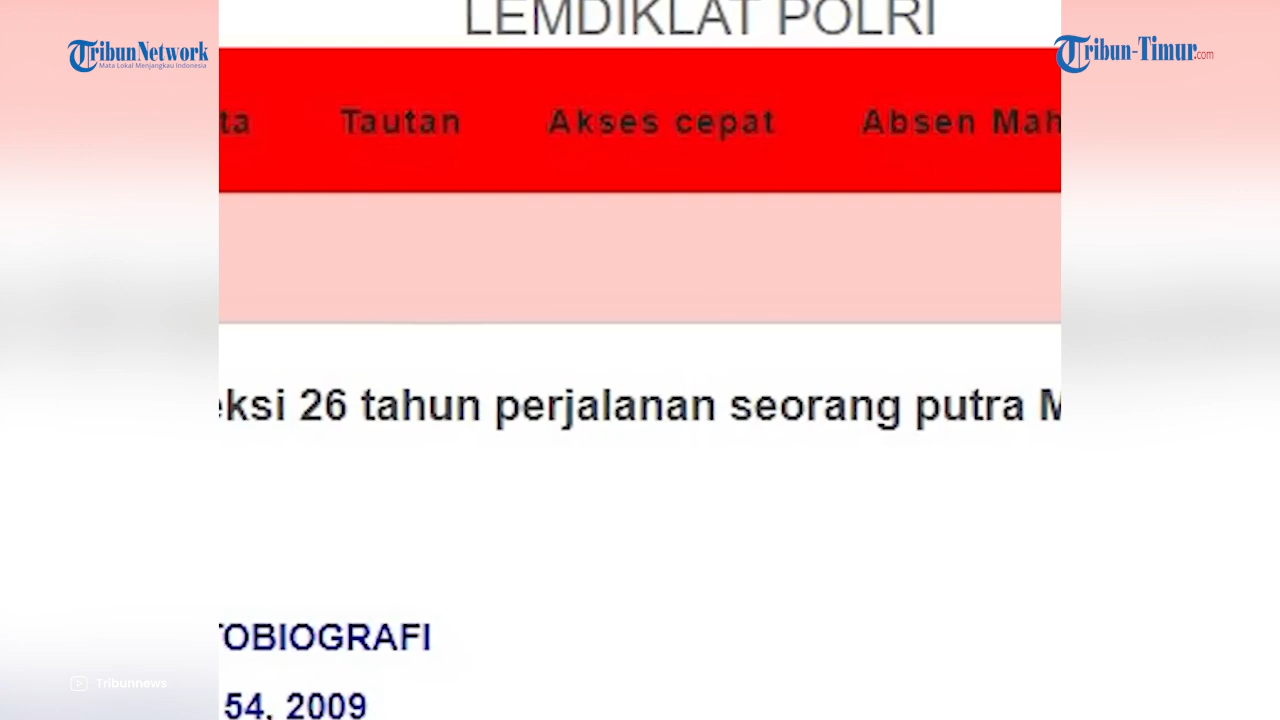 LEMDIKLAT POLRI
TribunNetwork
Mata Lokal Menjangkau Indonesia
Tribun-Timur.com
ta Tautan Akses cepat Absen Mah
eksi 26 tahun perjalanan seorang putra M
TOBIOGRAFI
54, 2009
Tribunnews